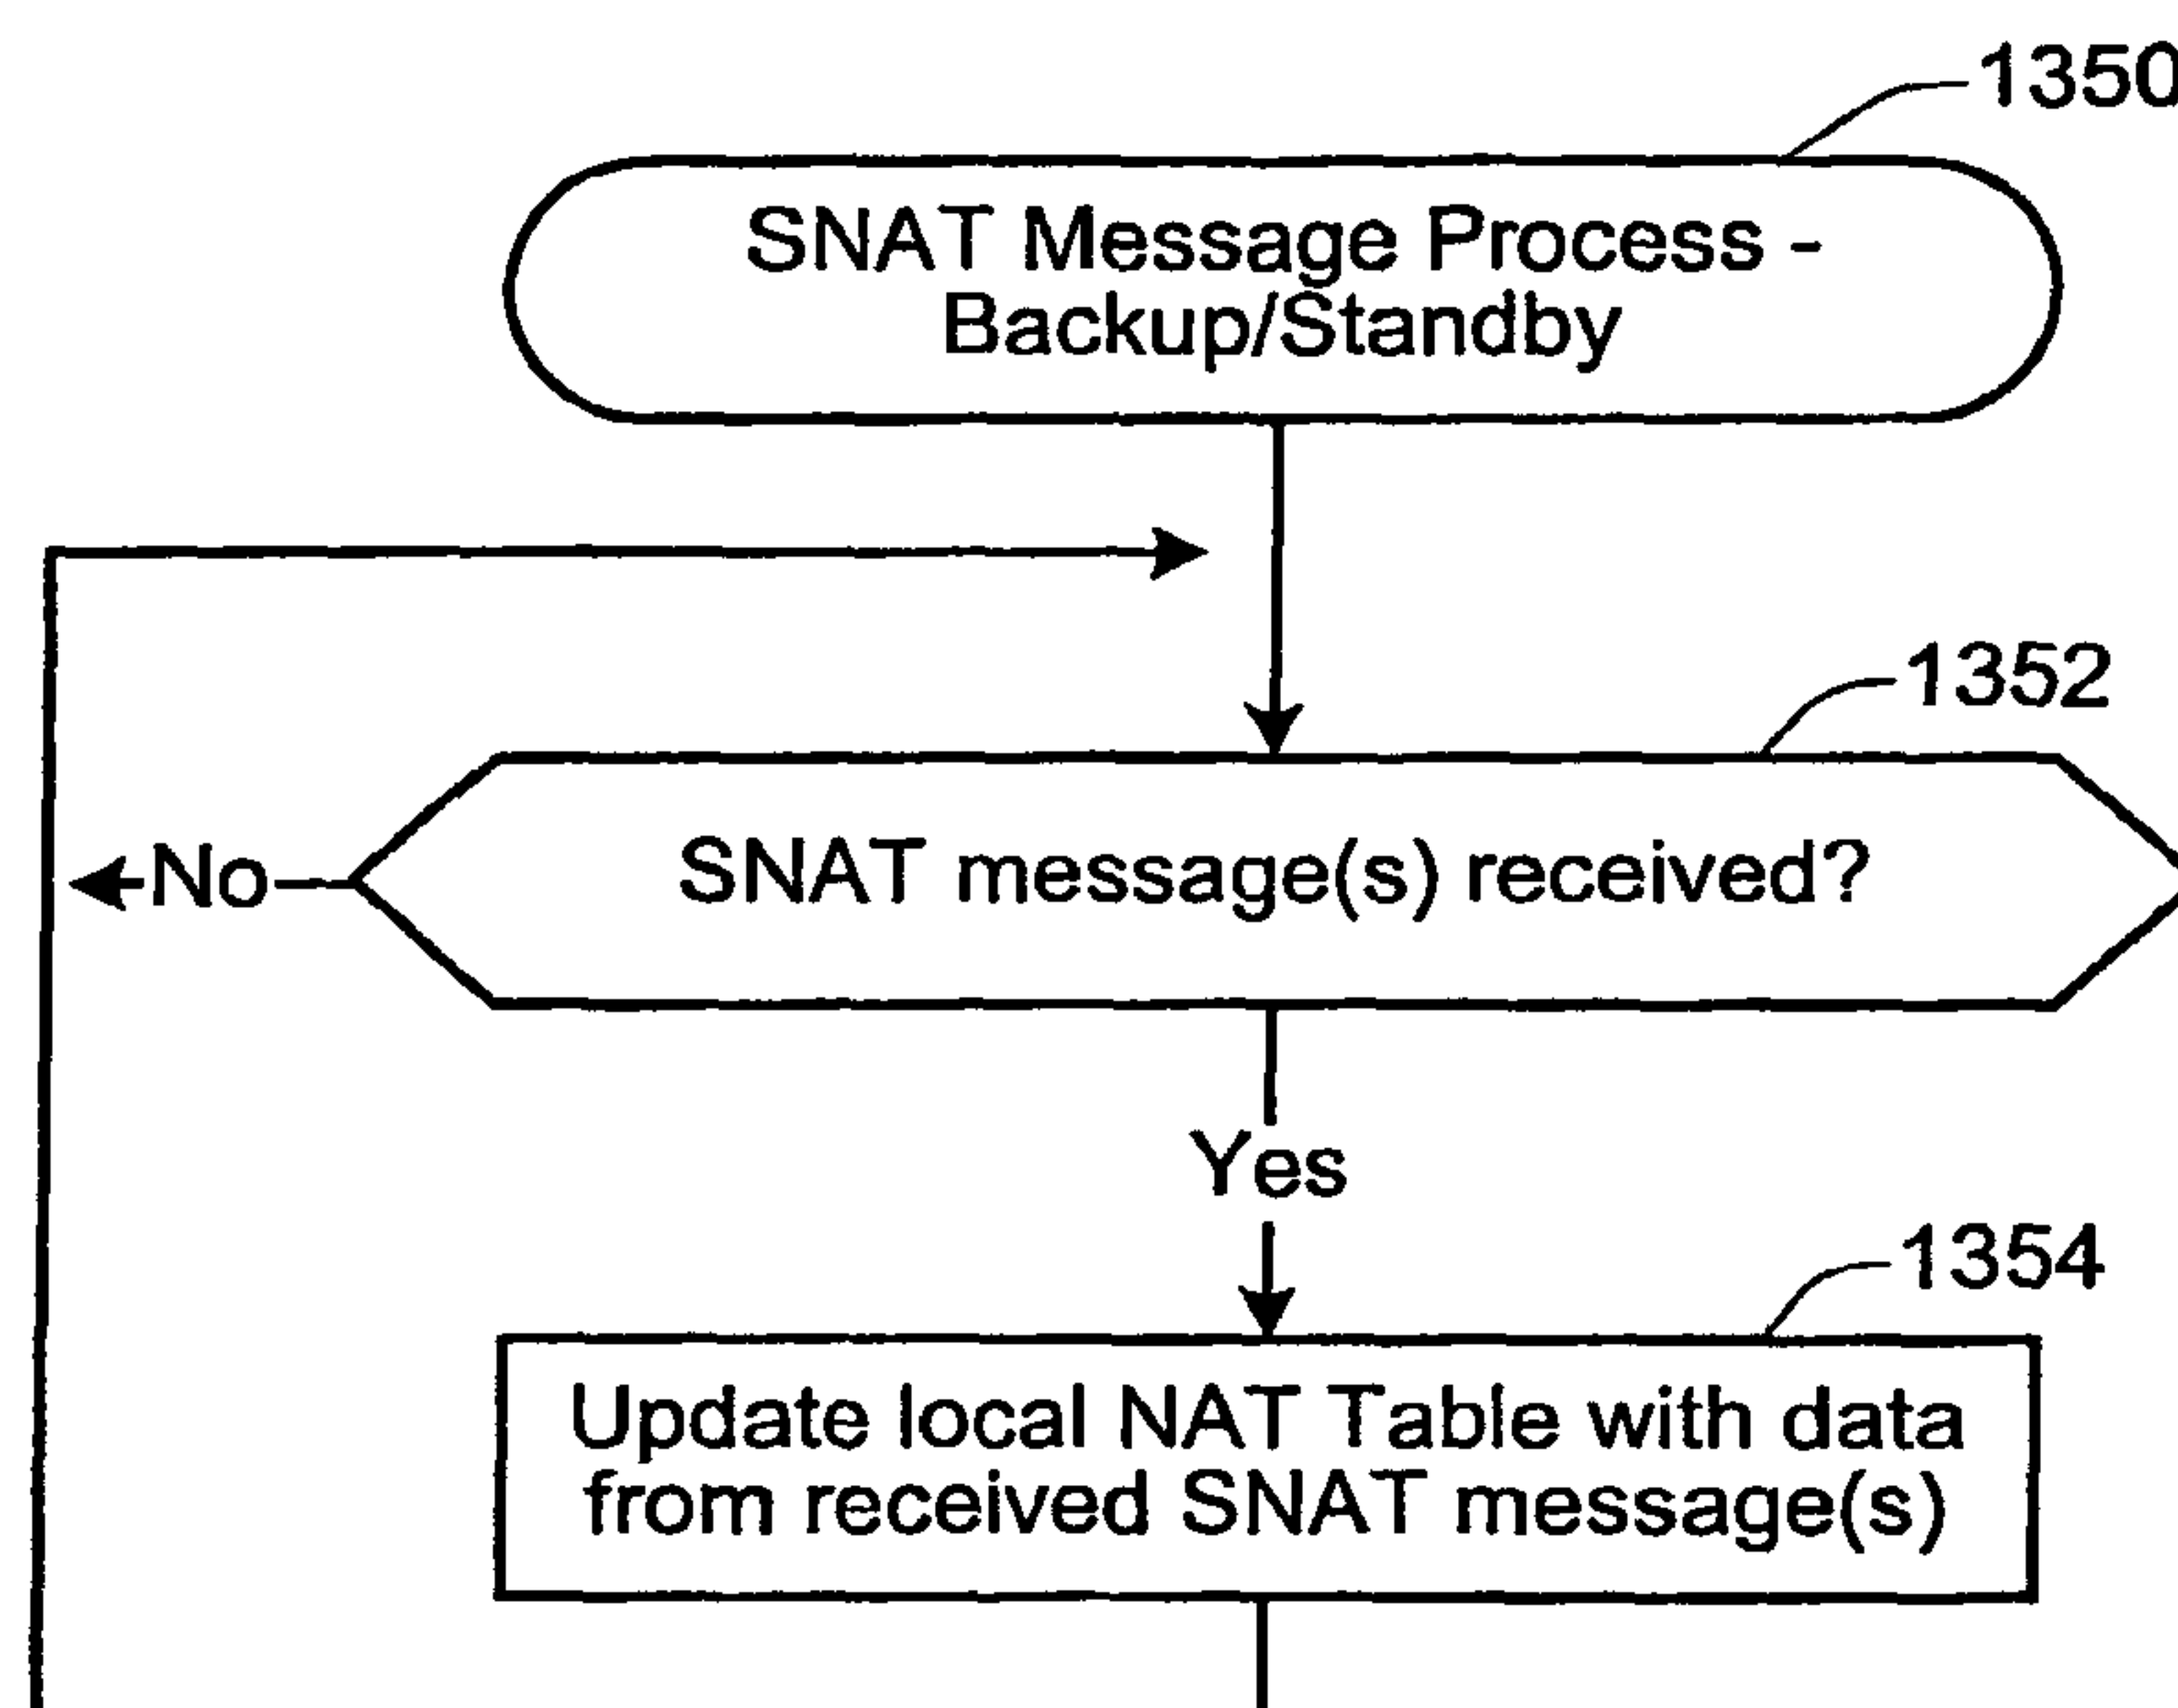 1350
SNAT Message Process -
Backup/Standby
1352
SNAT message(s) received?
No
Yes
1354
Update local NAT Table with data
from received SNAT message(s)